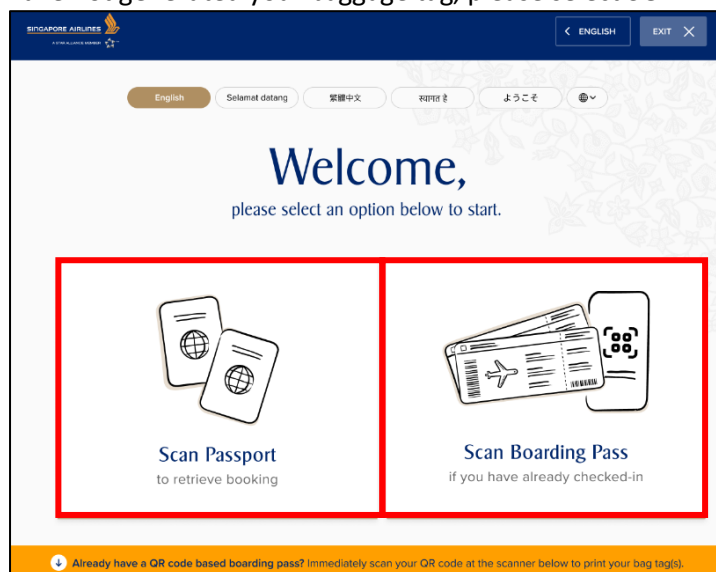 SINGAPORE AIRLINES
A STAR ALLIANCE MEMBER
ENGLISH
EXIT
English
Selamat datang
繁體中文
स्वागत है
ようこそ
Welcome,
please select an option below to start.
Scan Passport
to retrieve booking
Scan Boarding Pass
if you have already checked-in
Already have a QR code based boarding pass? Immediately scan your QR code at the scanner below to print your bag tag(s).